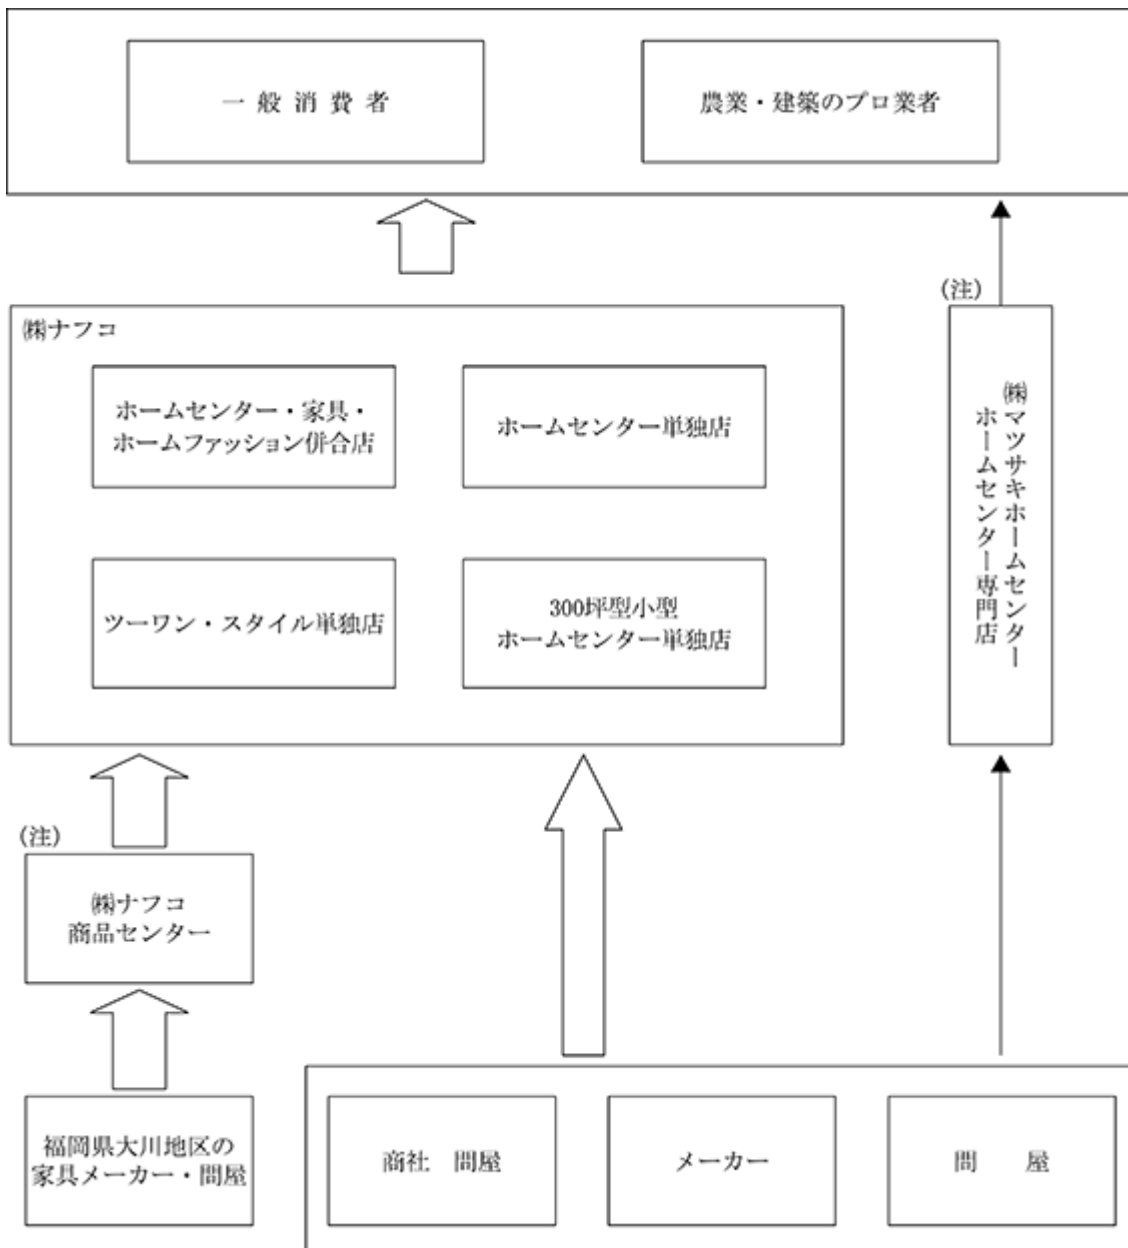 一 般 消 費 者
農業・建築のプロ業者
(注)
㈱ナフコ
ホームセンター・家具・
ホームファッション併合店
ホームセンター単独店
ツーワン・スタイル単独店
300坪型小型
ホームセンター単独店
㈱マツサキホームセンター
ホームセンター専門店
(注)
㈱ナフコ
商品センター
福岡県大川地区の
家具メーカー・問屋
商社 問屋
メーカー
問 屋